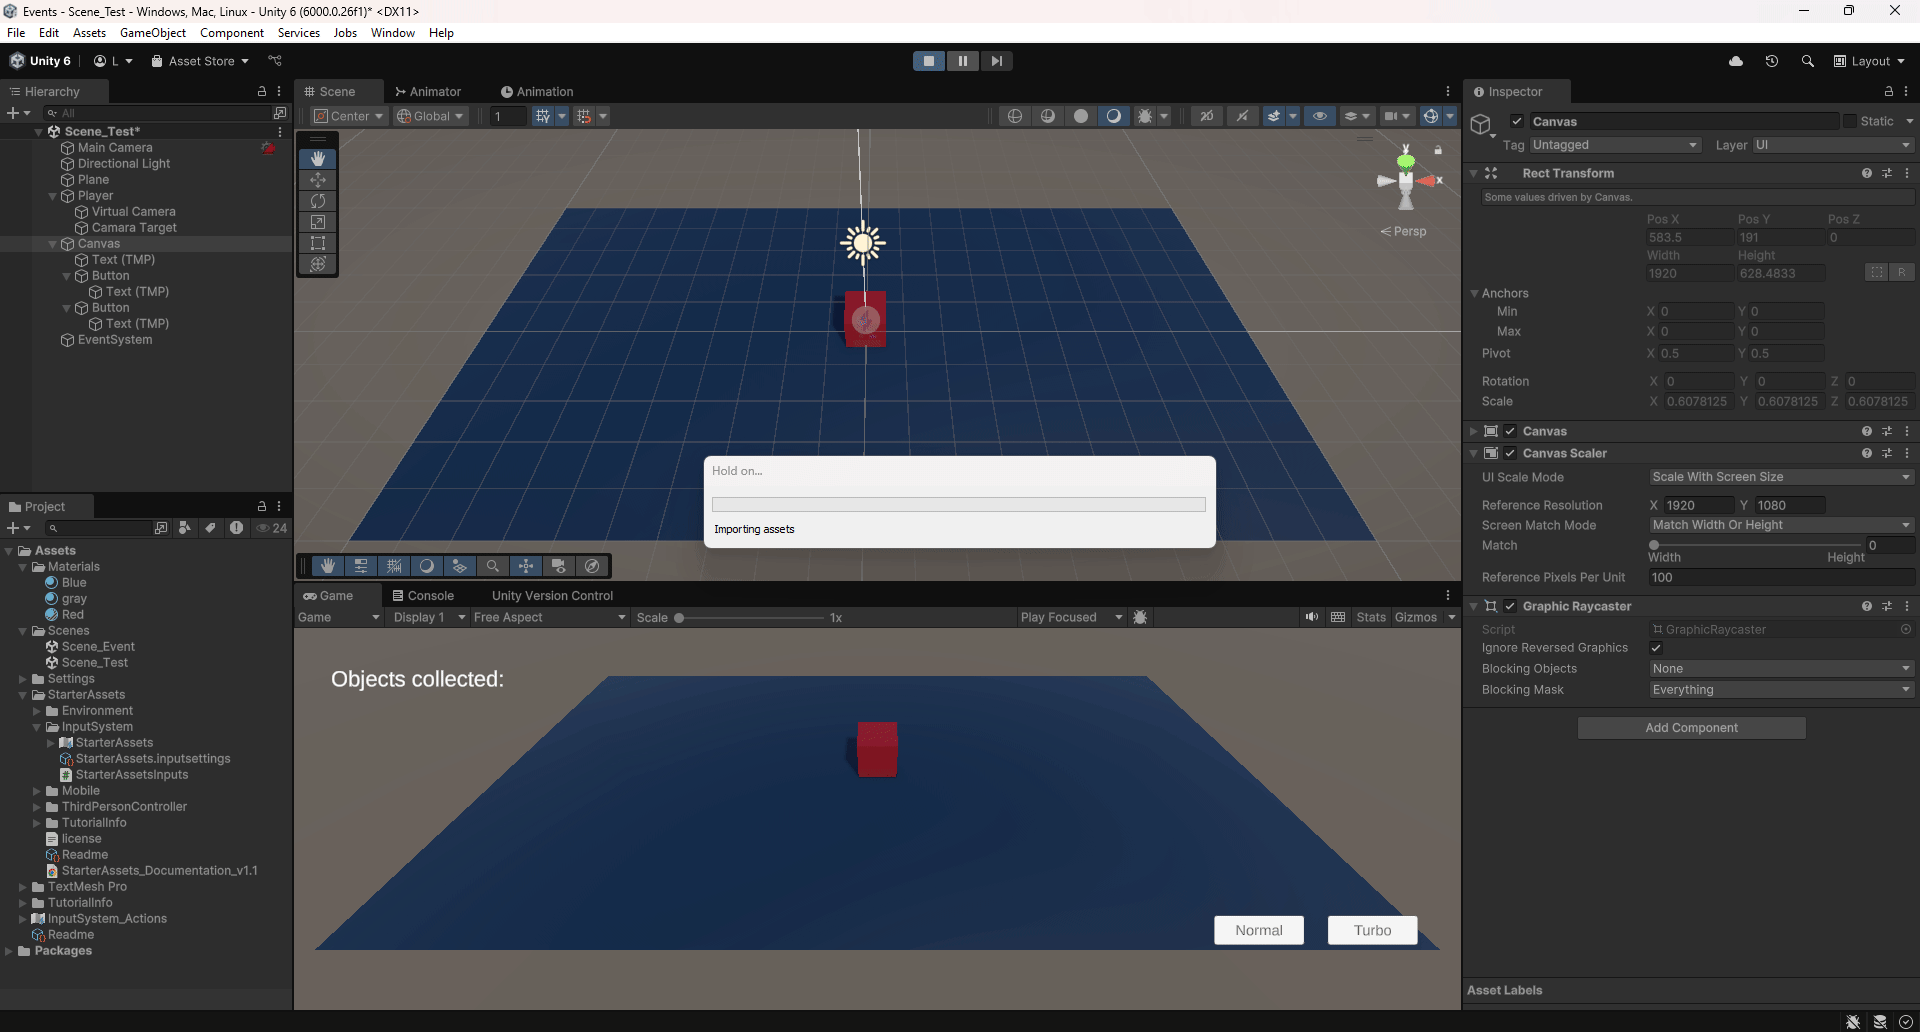 Events - Scene_Test - Windows, Mac, Linux - Unity 6 (6000.0.26f1)* <DX11>
File Edit Assets GameObject Component Services Jobs Window Help
Unity 6 L Asset Store Layout
Hierarchy
All
Scene_Test*
Main Camera
Directional Light
Plane
Player
Virtual Camera
Camara Target
Canvas
Text (TMP)
Button
Text (TMP)
Button
Text (TMP)
EventSystem
Project
24
Assets
Materials
Blue
gray
Red
Scenes
Scene_Event
Scene_Test
Settings
StarterAssets
Environment
InputSystem
StarterAssets
StarterAssets.inputsettings
StarterAssetsInputs
Mobile
ThirdPersonController
TutorialInfo
license
Readme
StarterAssets_Documentation_v1.1
TextMesh Pro
TutorialInfo
InputSystem_Actions
Readme
Packages
Scene Animator Animation
Center Global 1 2D
y
x
Persp
Hold on...
Importing assets
Game Console Unity Version Control
Game Display 1 Free Aspect Scale 1x Play Focused Stats Gizmos
Objects collected:
Normal Turbo
Inspector
Canvas Static
Tag Untagged Layer UI
Rect Transform
Some values driven by Canvas.
Pos X Pos Y Pos Z
583.5 191 0
Width Height
1920 628.4833 R
Anchors
Min X 0 Y 0
Max X 0 Y 0
Pivot X 0.5 Y 0.5
Rotation X 0 Y 0 Z 0
Scale X 0.6078125 Y 0.6078125 Z 0.6078125
Canvas
Canvas Scaler
UI Scale Mode Scale With Screen Size
Reference Resolution X 1920 Y 1080
Screen Match Mode Match Width Or Height
Match 0
Width Height
Reference Pixels Per Unit 100
Graphic Raycaster
Script GraphicRaycaster
Ignore Reversed Graphics
Blocking Objects None
Blocking Mask Everything
Add Component
Asset Labels